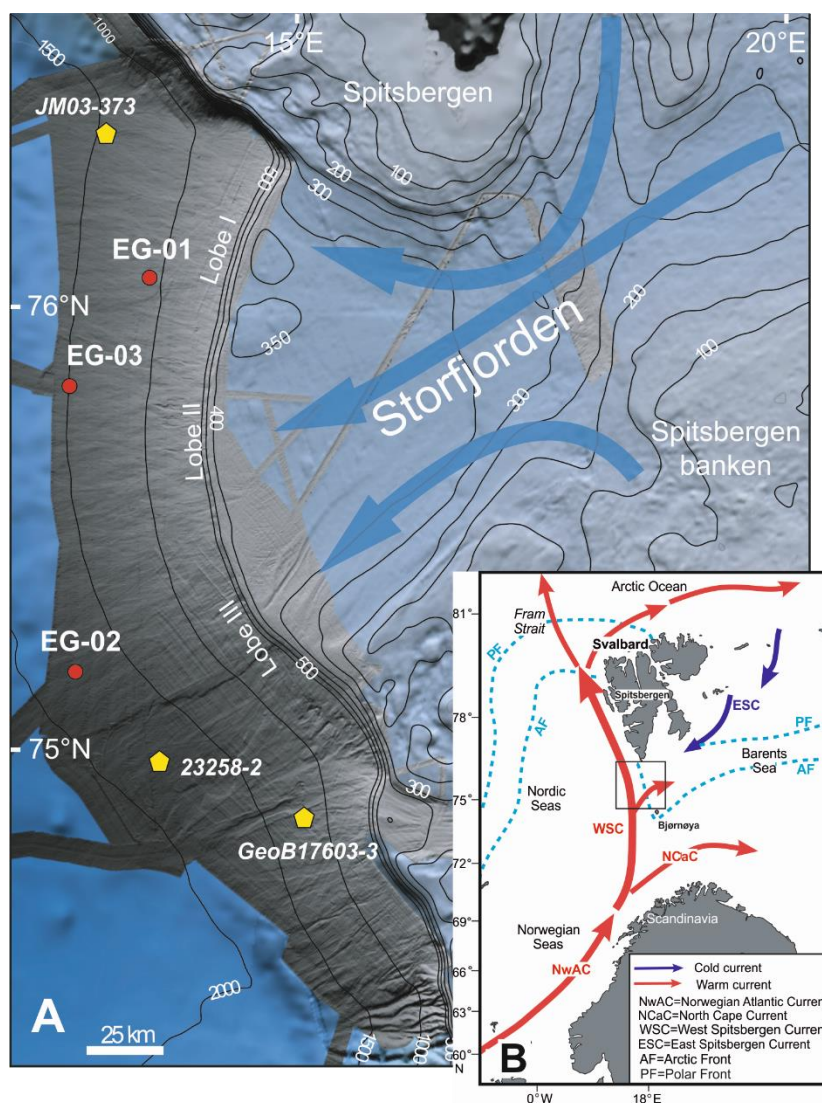 1000
15°E
20°E
1500
JM03-373
Spitsbergen
200
100
300
500
Lobe I
EG-01
76°N
350
200
100
EG-03
Storfjorden
400
Lobe II
300
Spitsbergen
banken
Lobe III
EG-02
500
75°N
23258-2
300
GeoB17603-3
2000
1500
1000
500
A
25 km
81°
Arctic Ocean
Fram
Strait
PF
Svalbard
Spitsbergen
78°
AF
ESC
PF
Barents
Sea
AF
Nordic
Seas
75°
Bjørnøya
WSC
72°
NCaC
69°
Scandinavia
Norwegian
Seas
66°
NwAC
63°
60°
N
B
Cold current
Warm current
NwAC=Norwegian Atlantic Current
NCaC=North Cape Current
WSC=West Spitsbergen Current
ESC=East Spitsbergen Current
AF=Arctic Front
PF=Polar Front
0°W
18°E